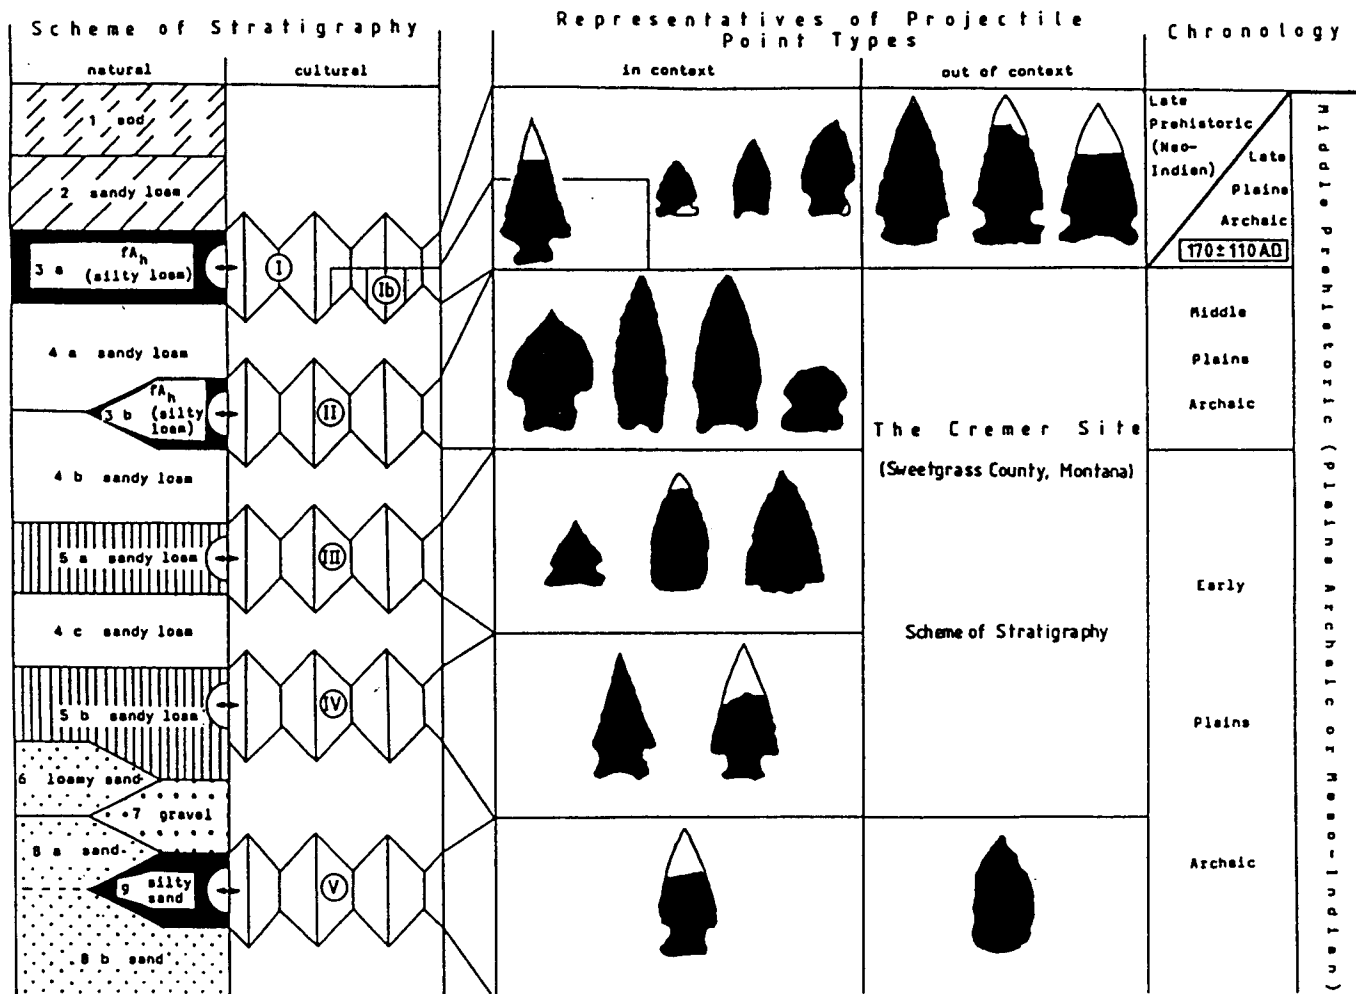 Scheme of Stratigraphy
natural
cultural
1 sod
2 sandy loam
3 a fAh
(silty loam)
4 a sandy loam
fAh
3 b (silty
loam)
4 b sandy loam
5 a sandy loam
4 c sandy loam
5 b sandy loam
6 loamy sand
7 gravel
8 a sand
9 silty
sand
8 b sand
I
Ib
II
III
IV
V
Representatives of Projectile
Point Types
in context
out of context
The Cremer Site
(Sweetgrass County, Montana)
Scheme of Stratigraphy
Chronology
Late
Prehistoric
(Neo-
Indian)
Late
Plains
Archaic
170±110 A.D
Middle
Plains
Archaic
Early
Plains
Archaic
Middle Prehistoric (Plains Archaic or Meso-Indian)